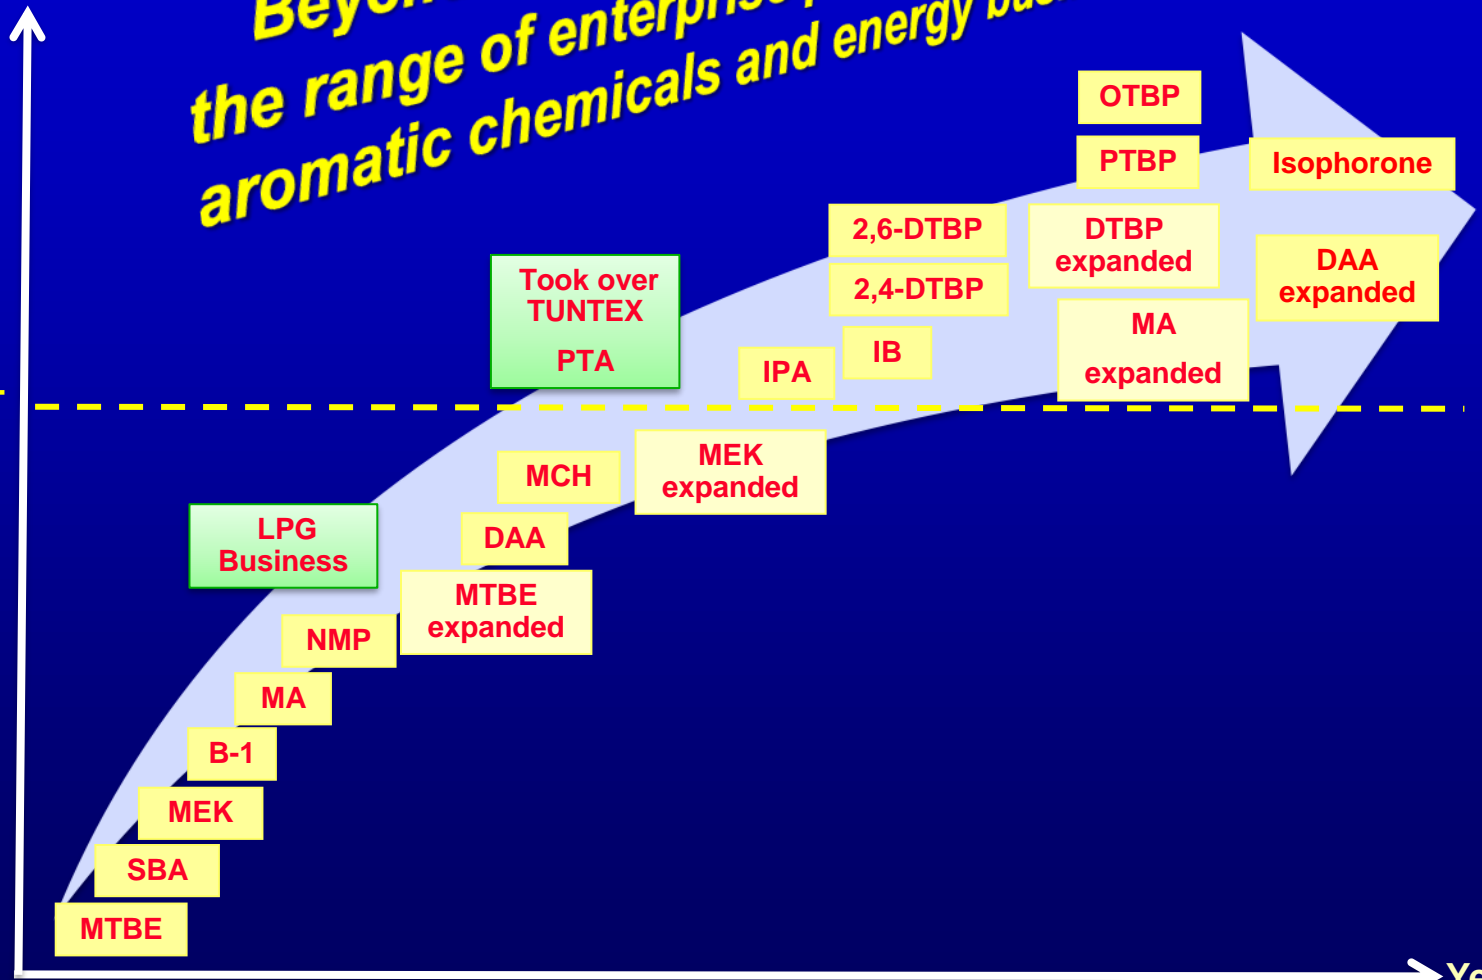 the range of enterprise
aromatic chemicals and energy
OTBP
PTBP
Isophorone
2,6-DTBP
DTBP
expanded
DAA
expanded
Took over
TUNTEX
PTA
2,4-DTBP
MA
expanded
IB
IPA
MEK
expanded
MCH
LPG
Business
DAA
MTBE
expanded
NMP
MA
B-1
MEK
SBA
MTBE